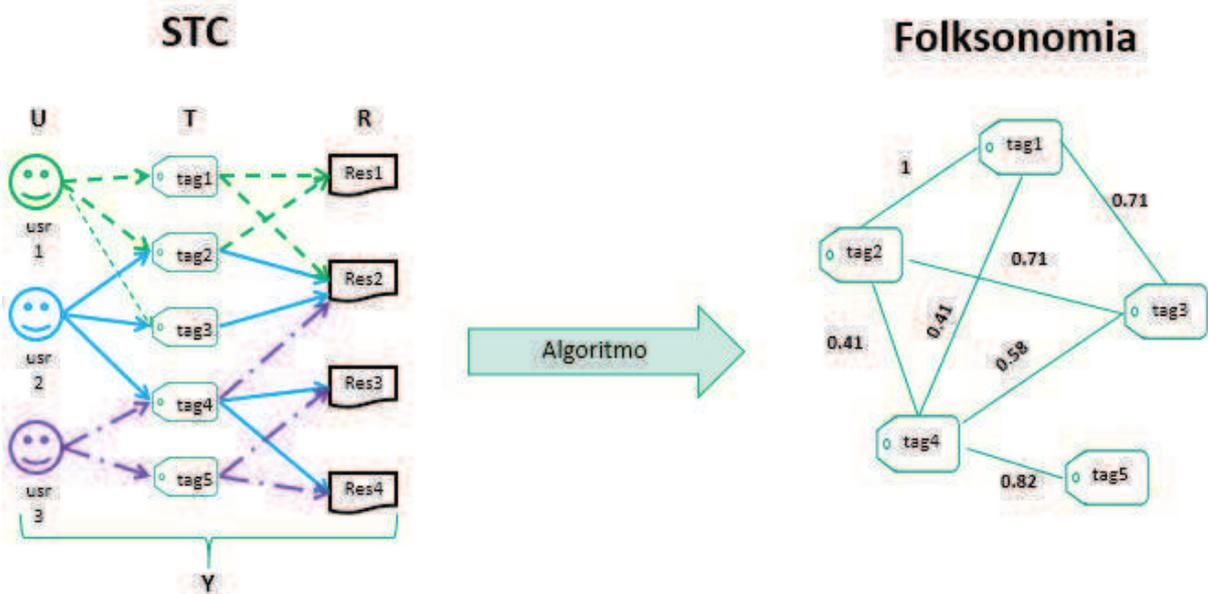 STC
Folksonomia
U T R
tag1
Res1
usr
1
tag2
Res2
tag3
usr
2
tag4
Res3
tag5
Res4
usr
3
Y
Algoritmo
tag1
1
0.71
tag2
0.71
tag3
0.41
0.41
0.58
tag4
0.82
tag5